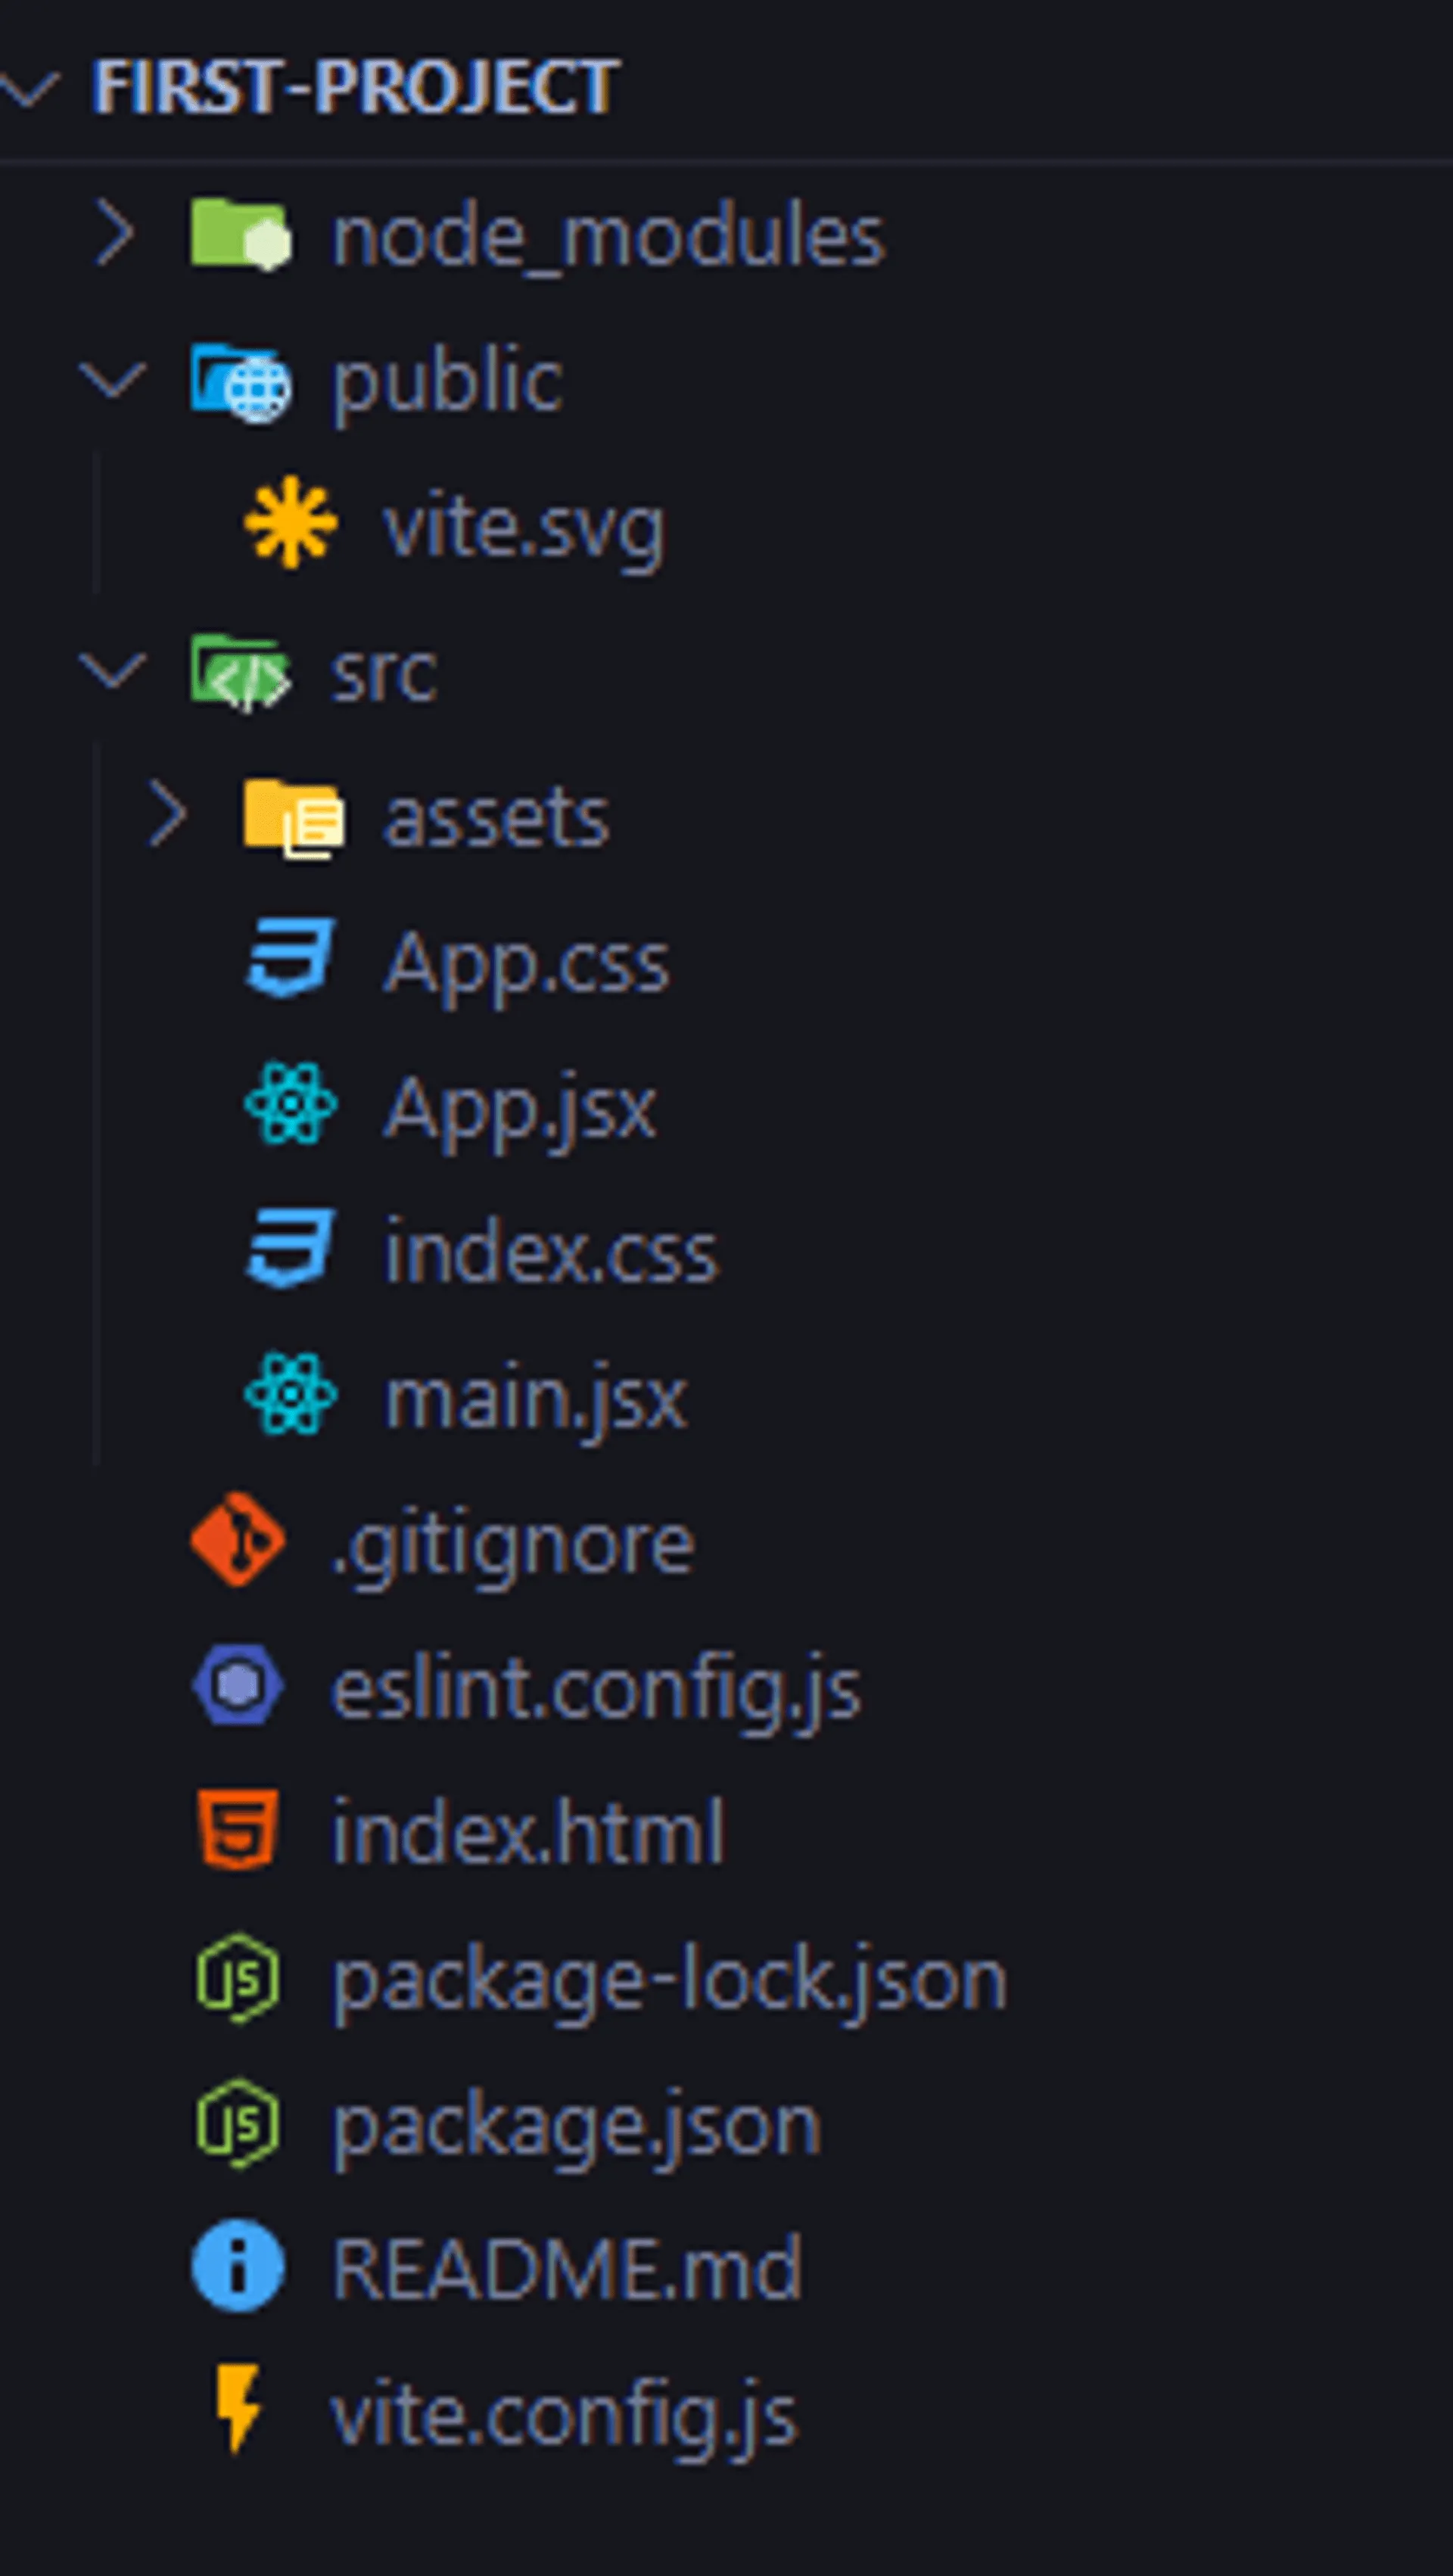 FIRST-PROJECT
node_modules
public
vite.svg
src
assets
App.css
App.jsx
index.css
main.jsx
.gitignore
eslint.config.js
index.html
package-lock.json
package.json
README.md
vite.config.js